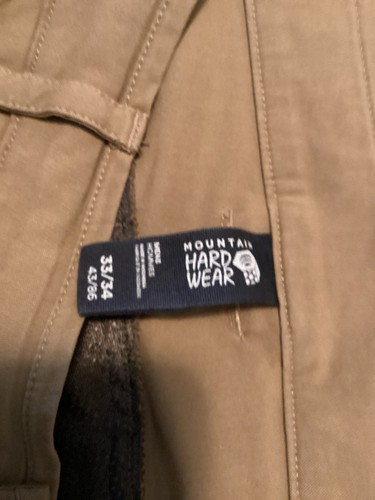 MOUNTAIN
HARD
WEAR
MENS
HOMMES
33/34
43/86